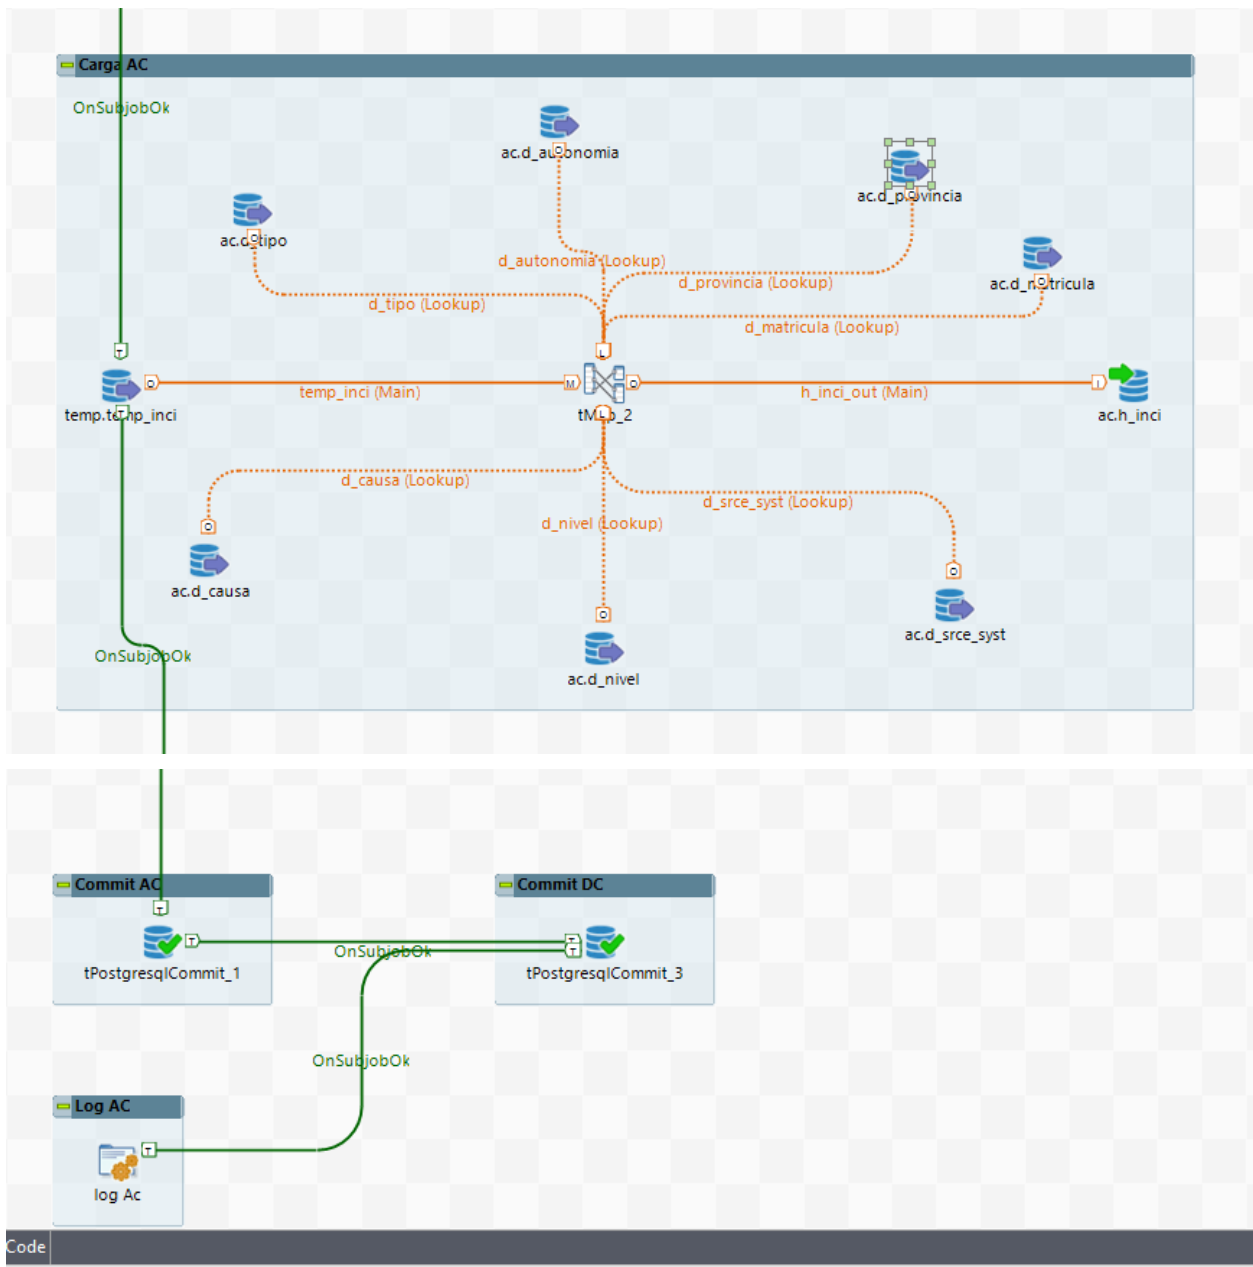 Carga AC
OnSubjobOk
ac.d_autonomia
ac.d_provincia
ac.d_tipo
d_autonomia (Lookup)
d_provincia (Lookup)
ac.d_matricula
d_tipo (Lookup)
d_matricula (Lookup)
T
L
O
temp_inci (Main)
M
O
h_inci_out (Main)
I
temp.temp_inci
tMap_2
ac.h_inci
d_causa (Lookup)
d_srce_syst (Lookup)
d_nivel (Lookup)
O
O
ac.d_causa
O
ac.d_srce_syst
OnSubjobOk
ac.d_nivel
Commit AC
Commit DC
T
T
T
T
OnSubjobOk
tPostgresqlCommit_1
tPostgresqlCommit_3
OnSubjobOk
Log AC
T
log Ac
Code